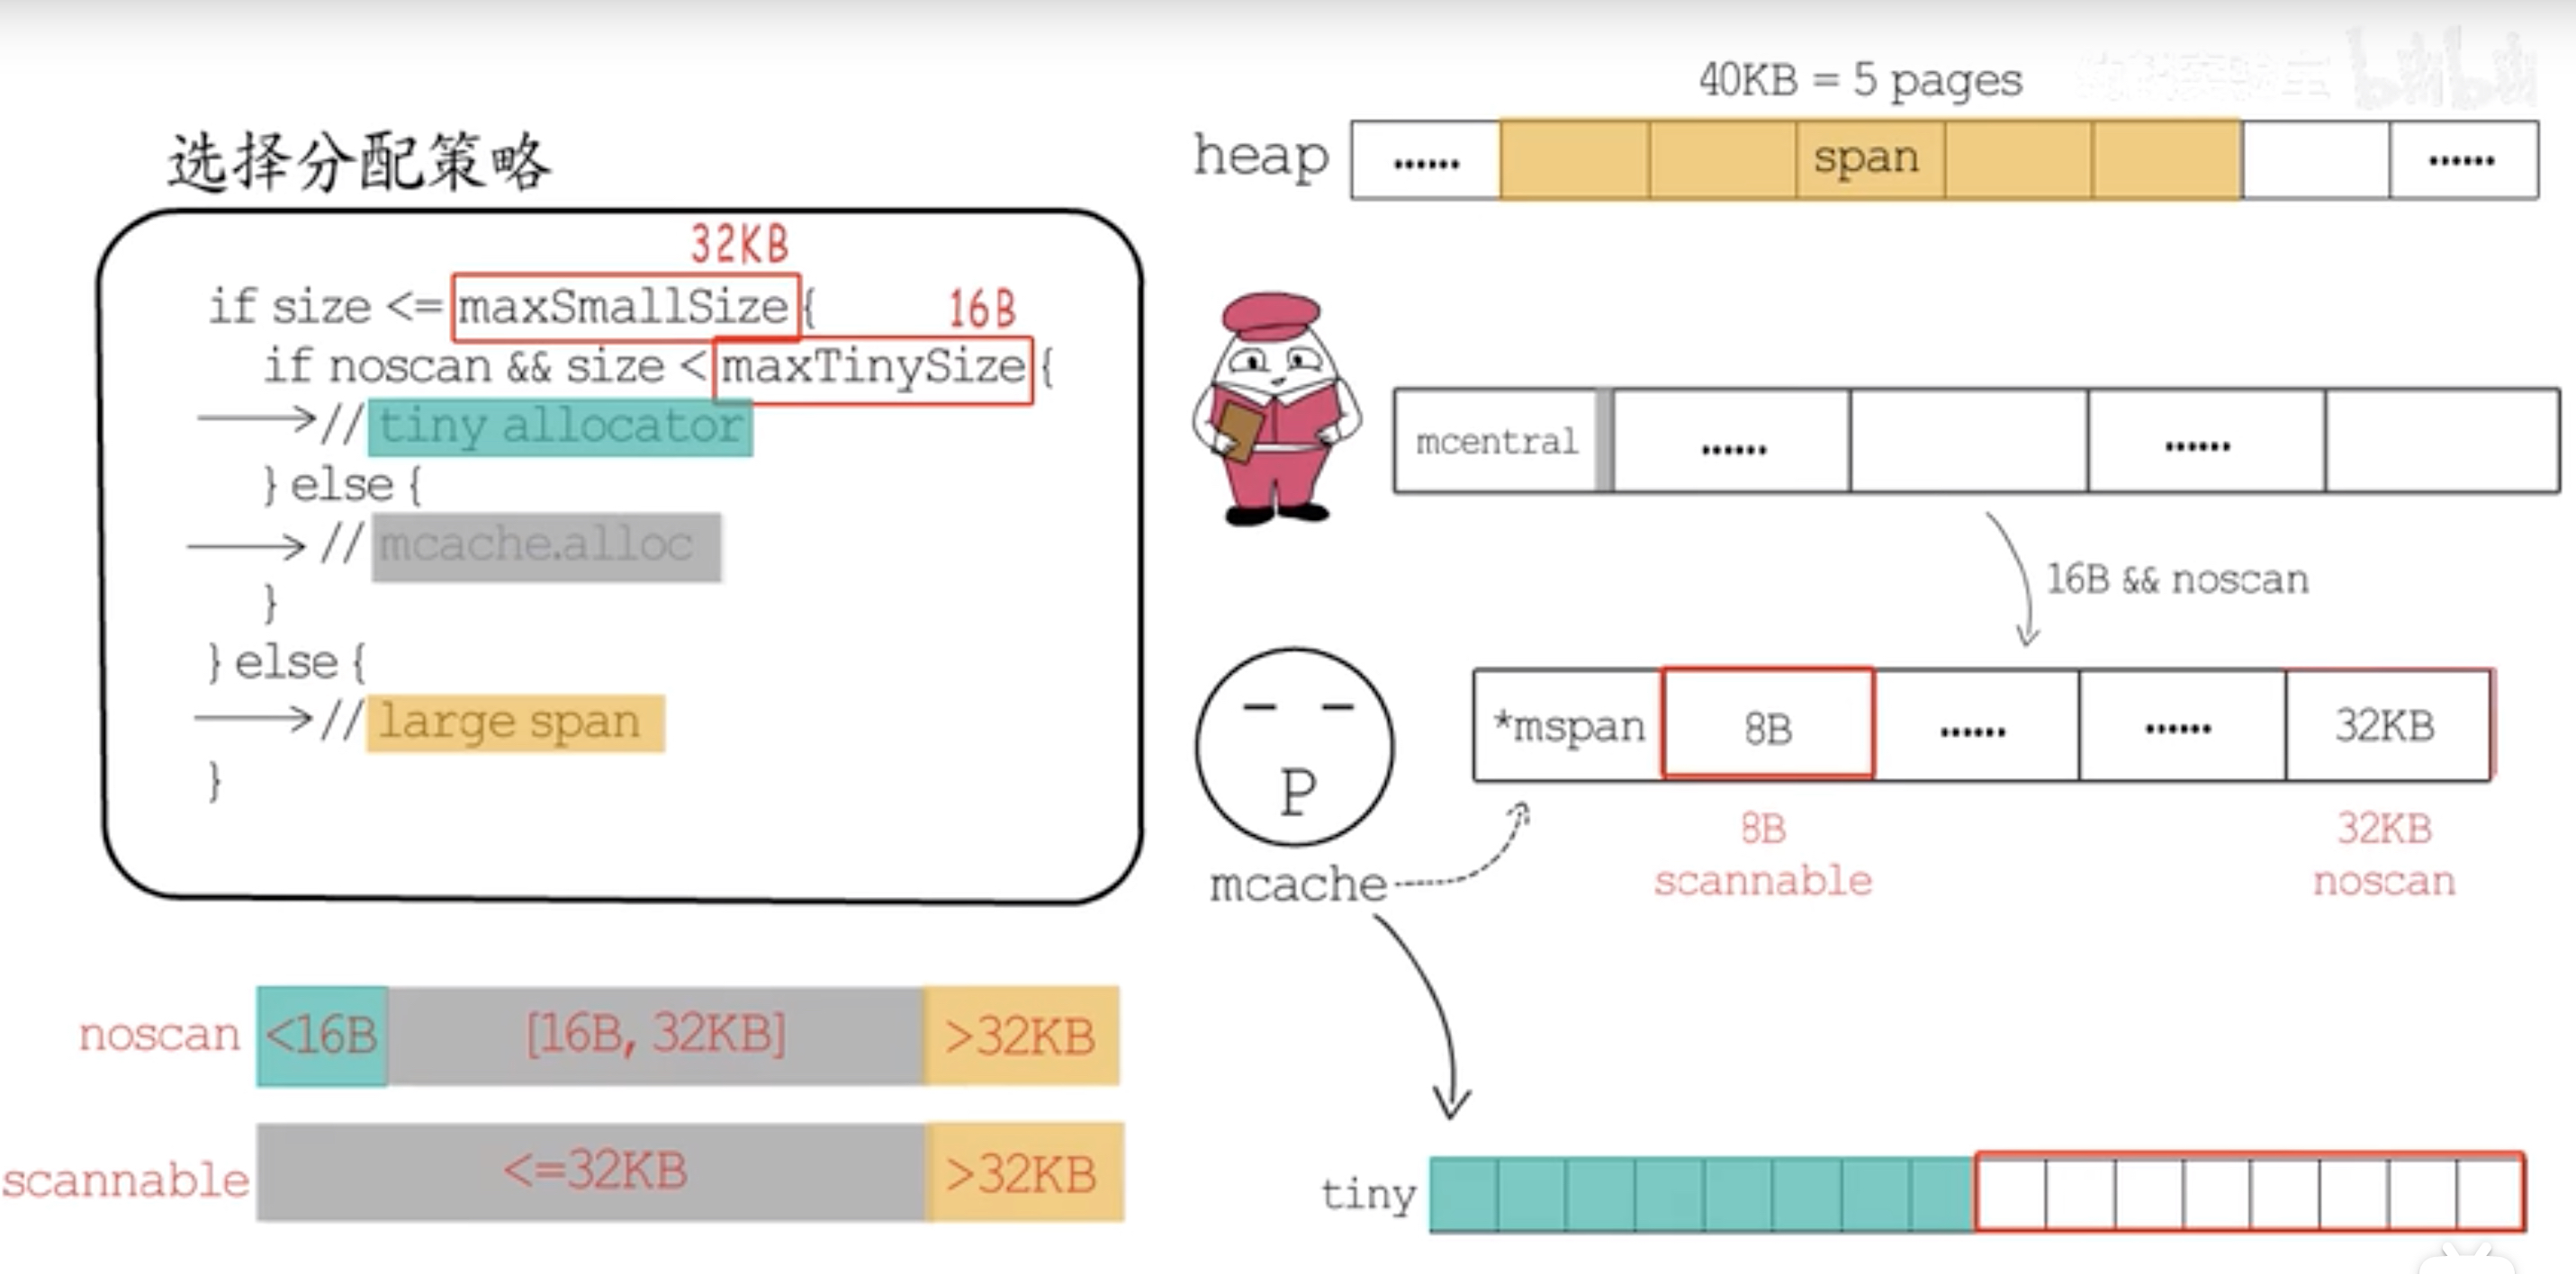 选择分配策略
32KB
if size <= maxSmallSize {
16B
if noscan && size < maxTinySize {
// tiny allocator
} else {
// mcache.alloc
}
} else {
// large span
}
noscan <16B [16B, 32KB] >32KB
scannable <=32KB >32KB
40KB = 5 pages
heap ...... span ......
mcentral ...... ......
16B && noscan
*mspan 8B ...... ...... 32KB
P
8B
scannable
32KB
noscan
mcache
tiny